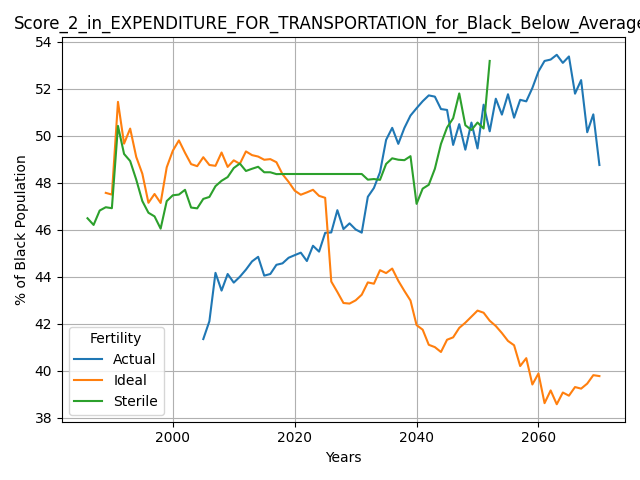 Score_2_in_EXPENDITURE_FOR_TRANSPORTATION_for_Black_Below_Average
54
52
50
48
46
44
42
40
38
% of Black Population
Fertility
Actual
Ideal
Sterile
2000 2020 2040 2060
Years